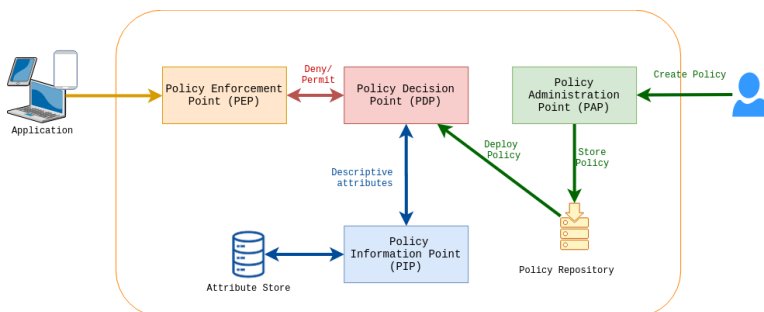 Deny/
Permit
Policy Enforcement
Point (PEP)
Policy Decision
Point (PDP)
Policy
Administration
Point (PAP)
Create Policy
Application
Deploy
Policy
Store
Policy
Descriptive
attributes
Policy
Information Point
(PIP)
Policy Repository
Attribute Store